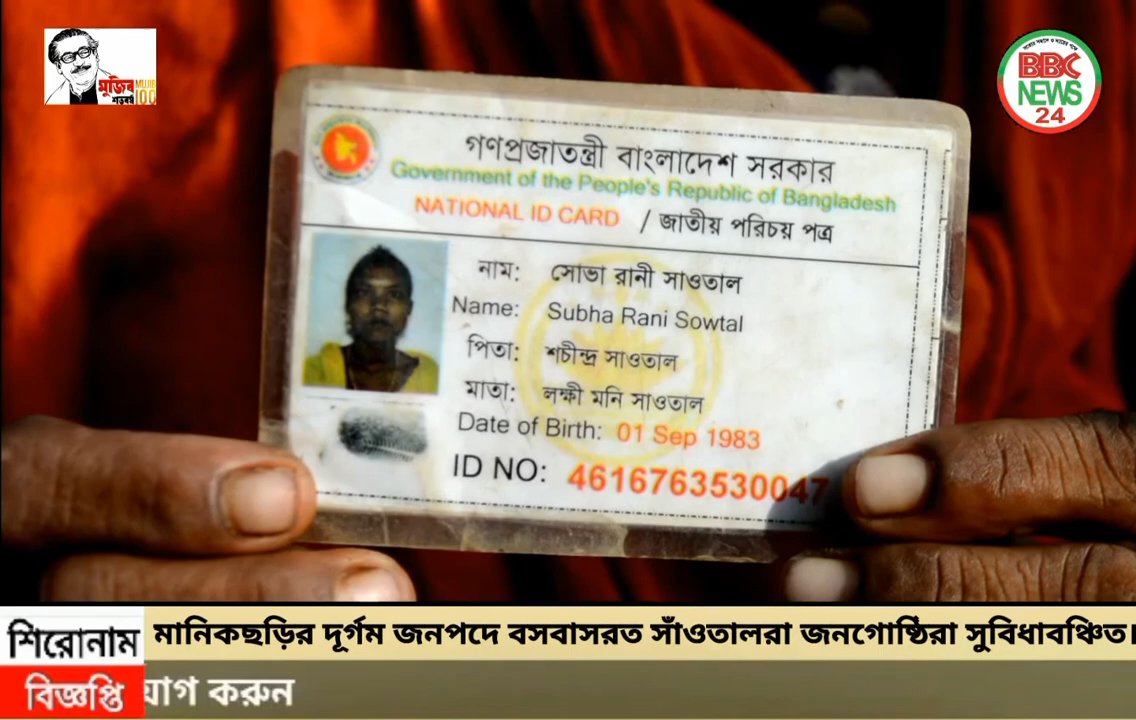 মুজিব
শতবর্ষ
MUJIB
100
BBC
NEWS
24
গণপ্রজাতন্ত্রী বাংলাদেশ সরকার
Government of the People's Republic of Bangladesh
NATIONAL ID CARD / জাতীয় পরিচয় পত্র
নাম: সোভা রানী সাওতাল
Name: Subha Rani Sowtal
পিতা: শচীন্দ্র সাওতাল
মাতা: লক্ষী মনি সাওতাল
Date of Birth: 01 Sep 1983
ID NO: 4616763530047
শিরোনাম মানিকছড়ির দূর্গম জনপদে বসবাসরত সাঁওতালরা জনগোষ্ঠিরা সুবিধাবঞ্চিত।
বিজ্ঞপ্তি যাগ করুন